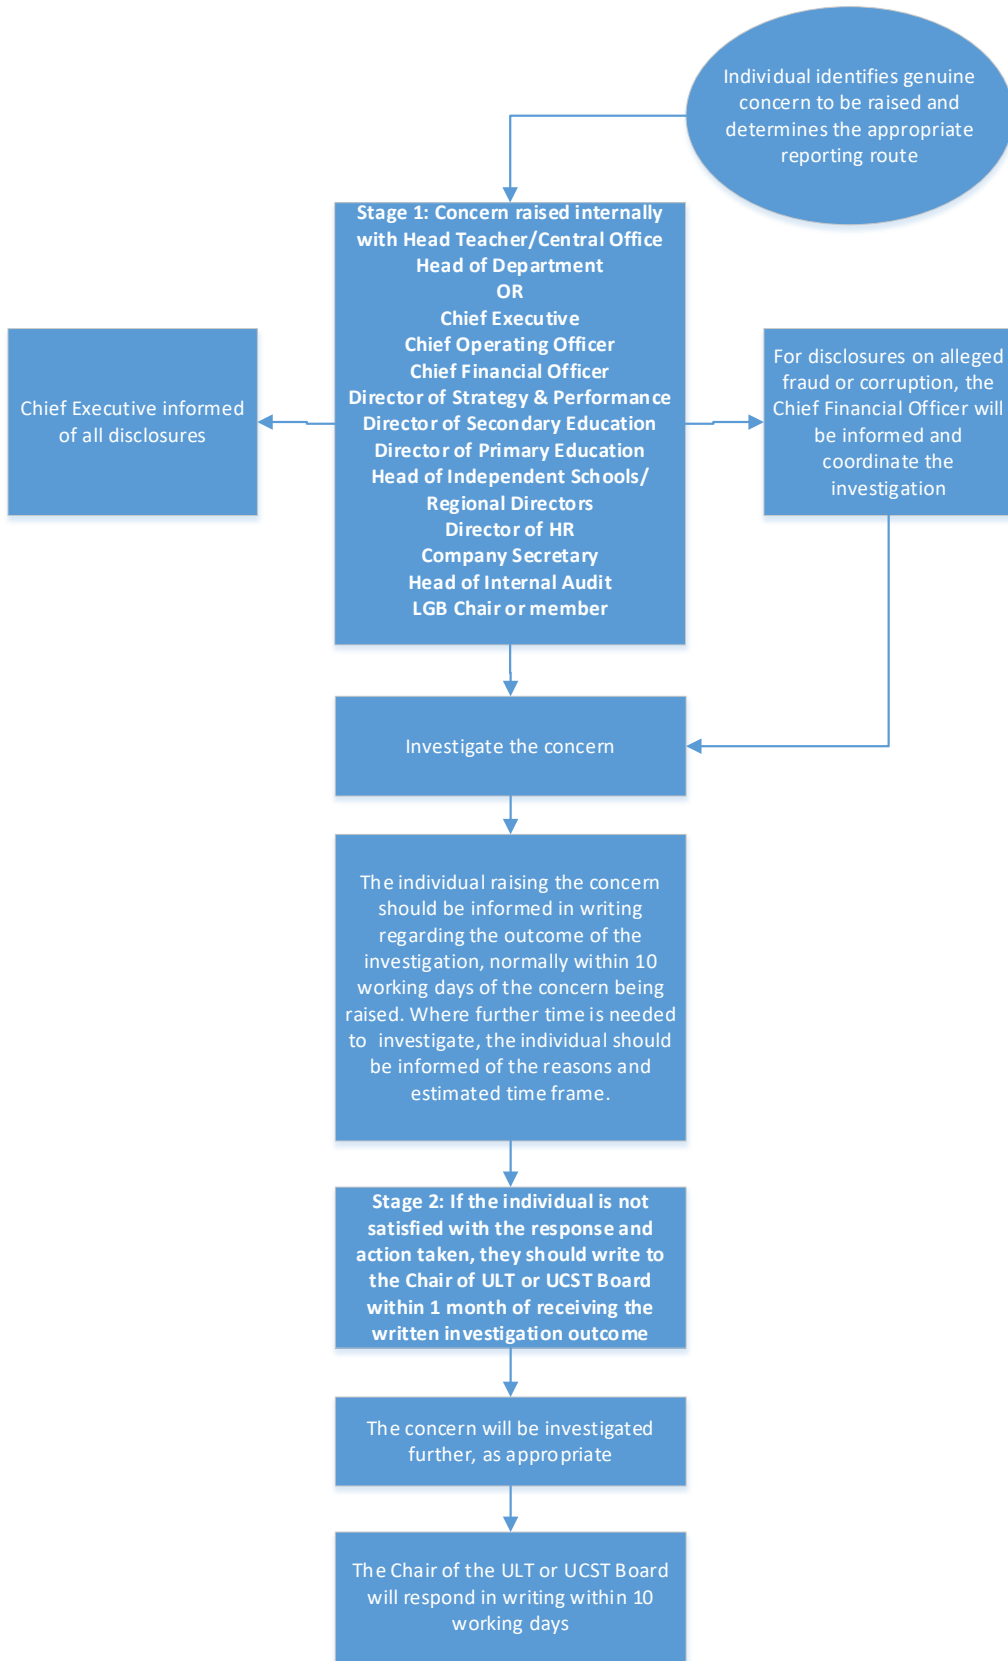 Individual identifies genuine
concern to be raised and
determines the appropriate
reporting route
Stage 1: Concern raised internally
with Head Teacher/Central Office
Head of Department
OR
Chief Executive
Chief Operating Officer
Chief Financial Officer
Director of Strategy & Performance
Director of Secondary Education
Director of Primary Education
Head of Independent Schools/
Regional Directors
Director of HR
Company Secretary
Head of Internal Audit
LGB Chair or member
Chief Executive informed
of all disclosures
For disclosures on alleged
fraud or corruption, the
Chief Financial Officer will
be informed and
coordinate the
investigation
Investigate the concern
The individual raising the concern
should be informed in writing
regarding the outcome of the
investigation, normally within 10
working days of the concern being
raised. Where further time is needed
to  investigate, the individual should
be informed of the reasons and
estimated time frame.
Stage 2: If the individual is not
satisfied with the response and
action taken, they should write to
the Chair of ULT or UCST Board
within 1 month of receiving the
written investigation outcome
The concern will be investigated
further, as appropriate
The Chair of the ULT or UCST Board
will respond in writing within 10
working days